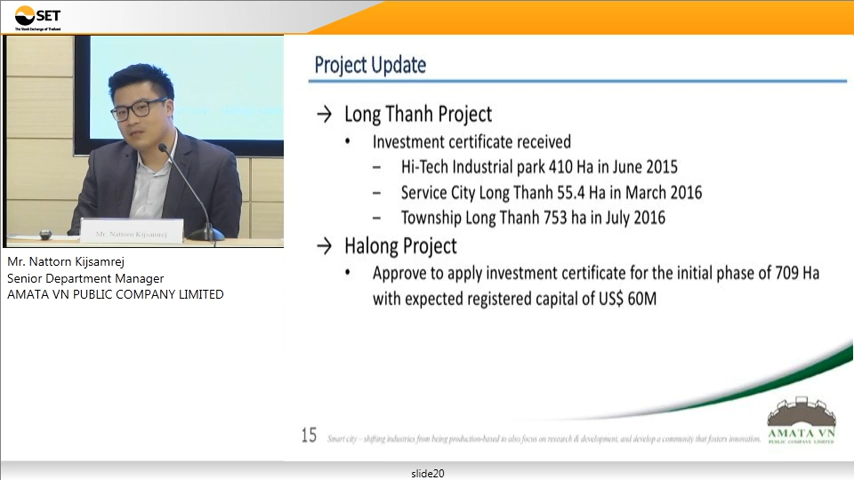 SET
The Stock Exchange of Thailand
Mr. Nattorn Kijsamrej
Mr. Nattorn Kijsamrej
Senior Department Manager
AMATA VN PUBLIC COMPANY LIMITED
Project Update
→ Long Thanh Project
• Investment certificate received
– Hi-Tech Industrial park 410 Ha in June 2015
– Service City Long Thanh 55.4 Ha in March 2016
– Township Long Thanh 753 ha in July 2016
→ Halong Project
• Approve to apply investment certificate for the initial phase of 709 Ha
with expected registered capital of US$ 60M
15
Smart city – shifting industries from being production-based to also focus on research & development, and develop a community that fosters innovation.
AMATA VN
PUBLIC COMPANY LIMITED
slide20